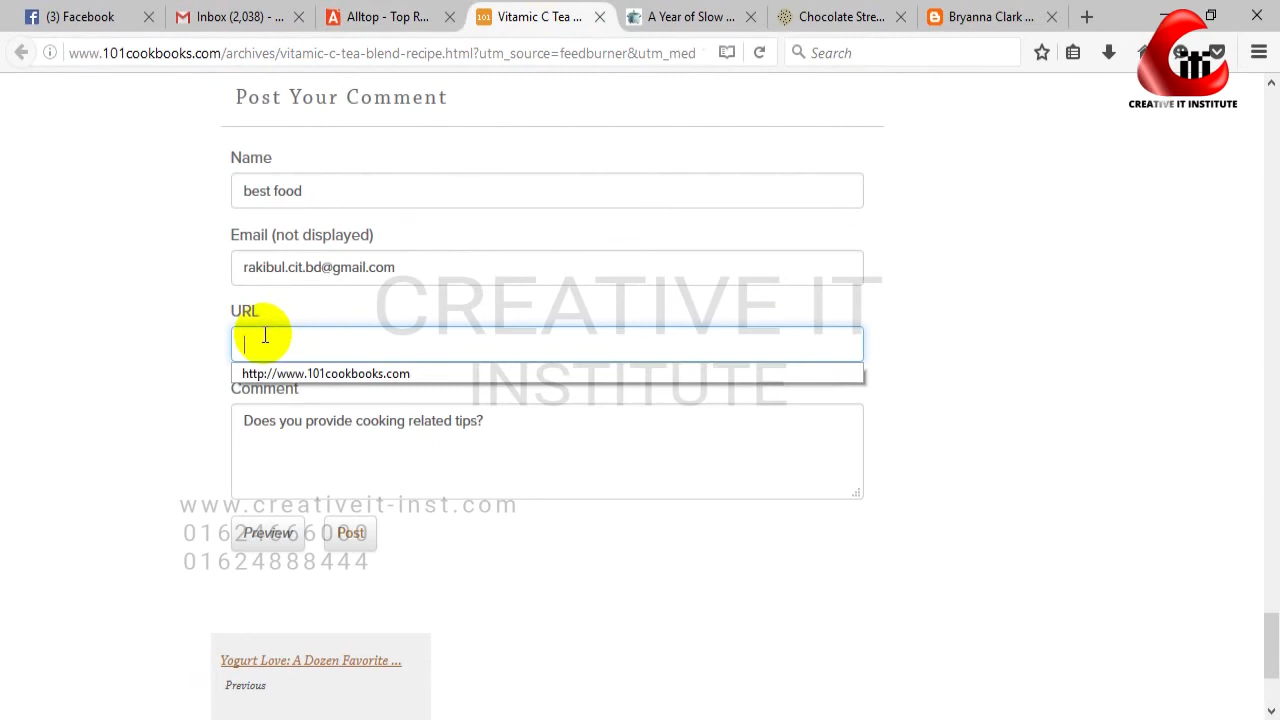 (3) Facebook
Inbox (2,038) -
Allteto - Top R...
101 Vitamic C Tea ...
A Year of Slow ...
Chocolate Stre...
Bryanna Clark ...
www.101cookbooks.com/archives/vitamic-c-tea-blend-recipe.html?utm_source=feedburner&utm_med
Search
CREATIVE IT INSTITUTE
Post Your Comment
Name
best food
Email (not displayed)
rakibul.cit.bd@gmail.com
CREATIVE IT
INSTITUTE
URL
http://www.101cookbooks.com
Comment
Does you provide cooking related tips?
www.creativeit-inst.com
01624666000
01624888444
Preview
Post
Yogurt Love: A Dozen Favorite ...
Previous